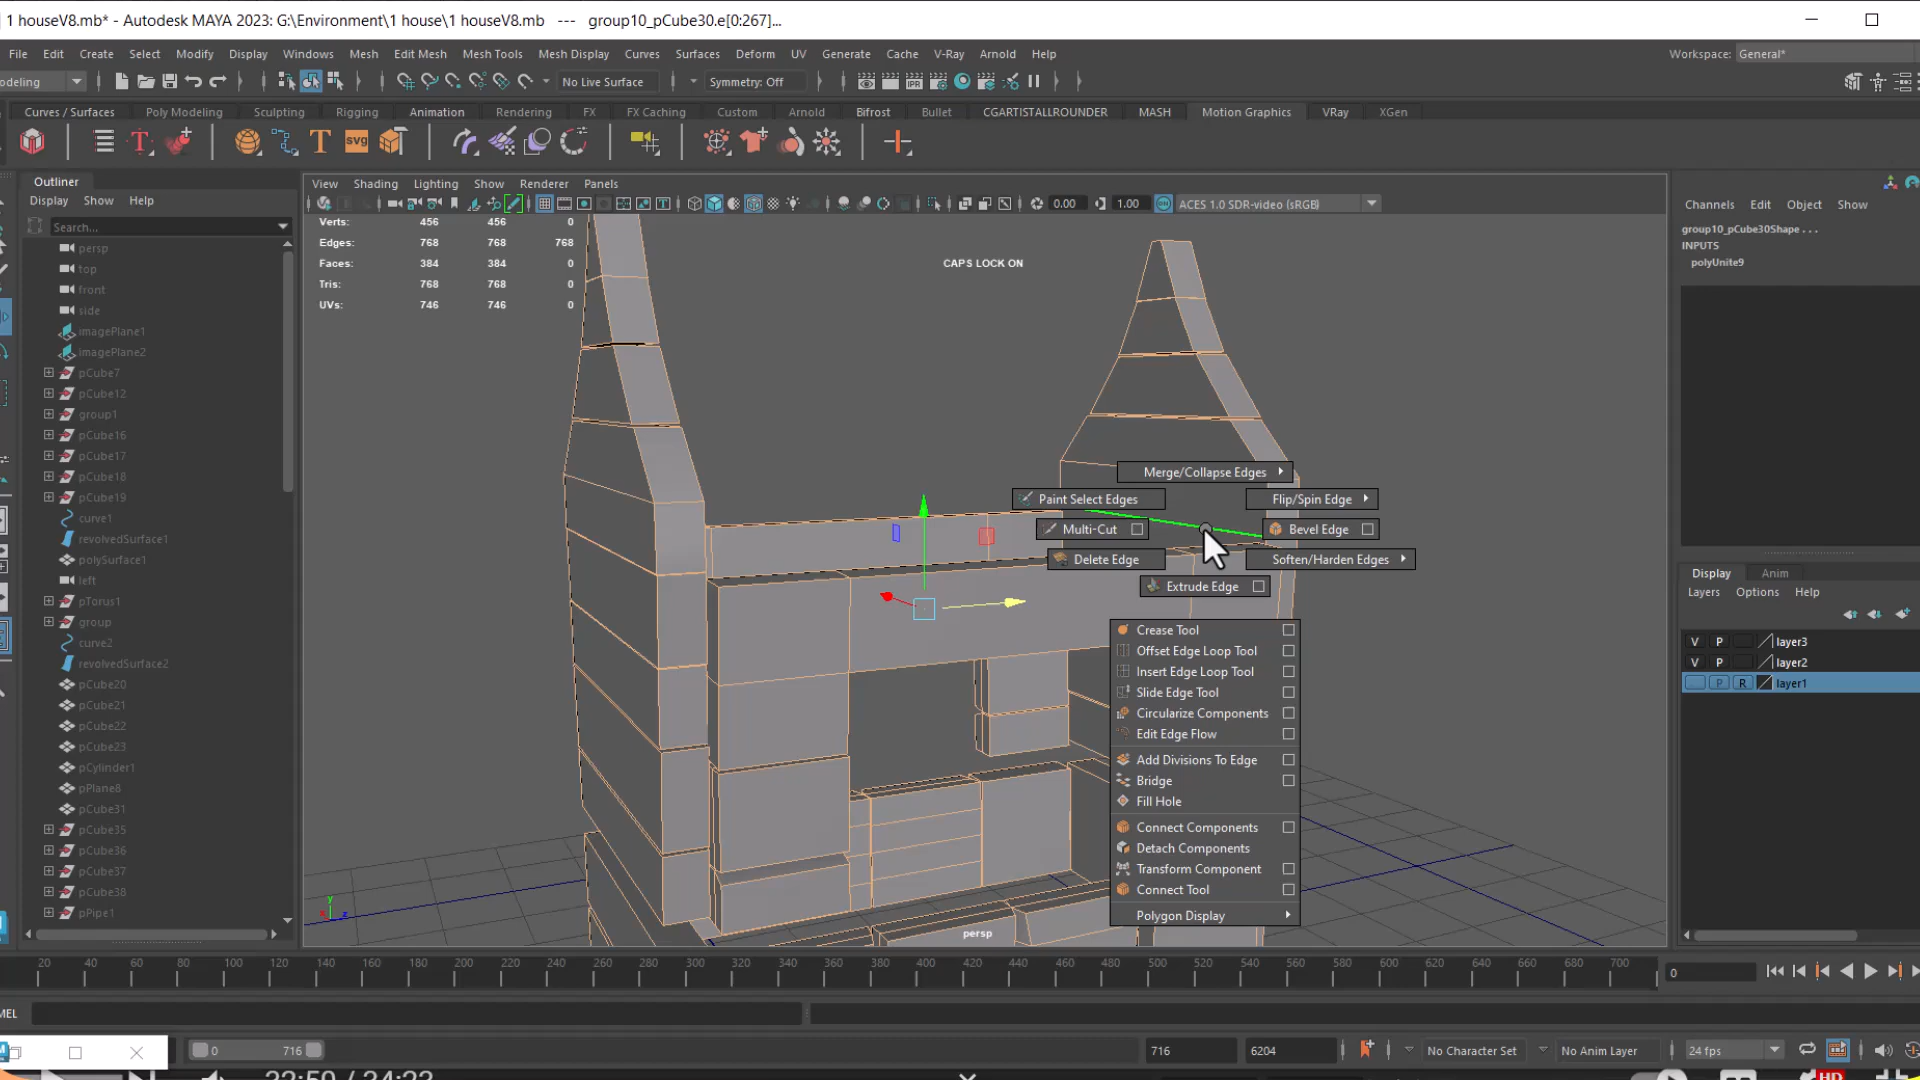 1 houseV8.mb* - Autodesk MAYA 2023: G:\Environment\1 house\1 houseV8.mb   ---   group10_pCube30.e[0:267]...
File Edit Create Select Modify Display Windows Mesh Edit Mesh Mesh Tools Mesh Display Curves Surfaces Deform UV Generate Cache V-Ray Arnold Help Workspace: General*
odeling No Live Surface Symmetry: Off
Curves / Surfaces Poly Modeling Sculpting Rigging Animation Rendering FX FX Caching Custom Arnold Bifrost Bullet CGARTISTALLROUNDER MASH Motion Graphics VRay XGen
Outliner
Display Show Help
Search...
persp
top
front
side
imagePlane1
imagePlane2
pCube7
pCube12
group1
pCube16
pCube17
pCube18
pCube19
curve1
revolvedSurface1
polySurface1
left
pTorus1
group
curve2
revolvedSurface2
pCube20
pCube21
pCube22
pCube23
pCylinder1
pPlane8
pCube31
pCube35
pCube36
pCube37
pCube38
pPipe1
View Shading Lighting Show Renderer Panels
0.00 1.00 ACES 1.0 SDR-video (sRGB)
Verts: 456 456 0
Edges: 768 768 768
Faces: 384 384 0
Tris: 768 768 0
UVs: 746 746 0
CAPS LOCK ON
Merge/Collapse Edges
Paint Select Edges Flip/Spin Edge
Multi-Cut Bevel Edge
Delete Edge Soften/Harden Edges
Extrude Edge
Crease Tool
Offset Edge Loop Tool
Insert Edge Loop Tool
Slide Edge Tool
Circularize Components
Edit Edge Flow
Add Divisions To Edge
Bridge
Fill Hole
Connect Components
Detach Components
Transform Component
Connect Tool
Polygon Display
persp
Channels Edit Object Show
group10_pCube30Shape . . .
INPUTS
polyUnite9
Display Anim
Layers Options Help
V P layer3
V P layer2
P R layer1
20 40 60 80 100 120 140 160 180 200 220 240 260 280 300 320 340 360 380 400 420 440 460 480 500 520 540 560 580 600 620 640 660 680 700 0
MEL
0 716 716 6204 No Character Set No Anim Layer 24 fps
HD